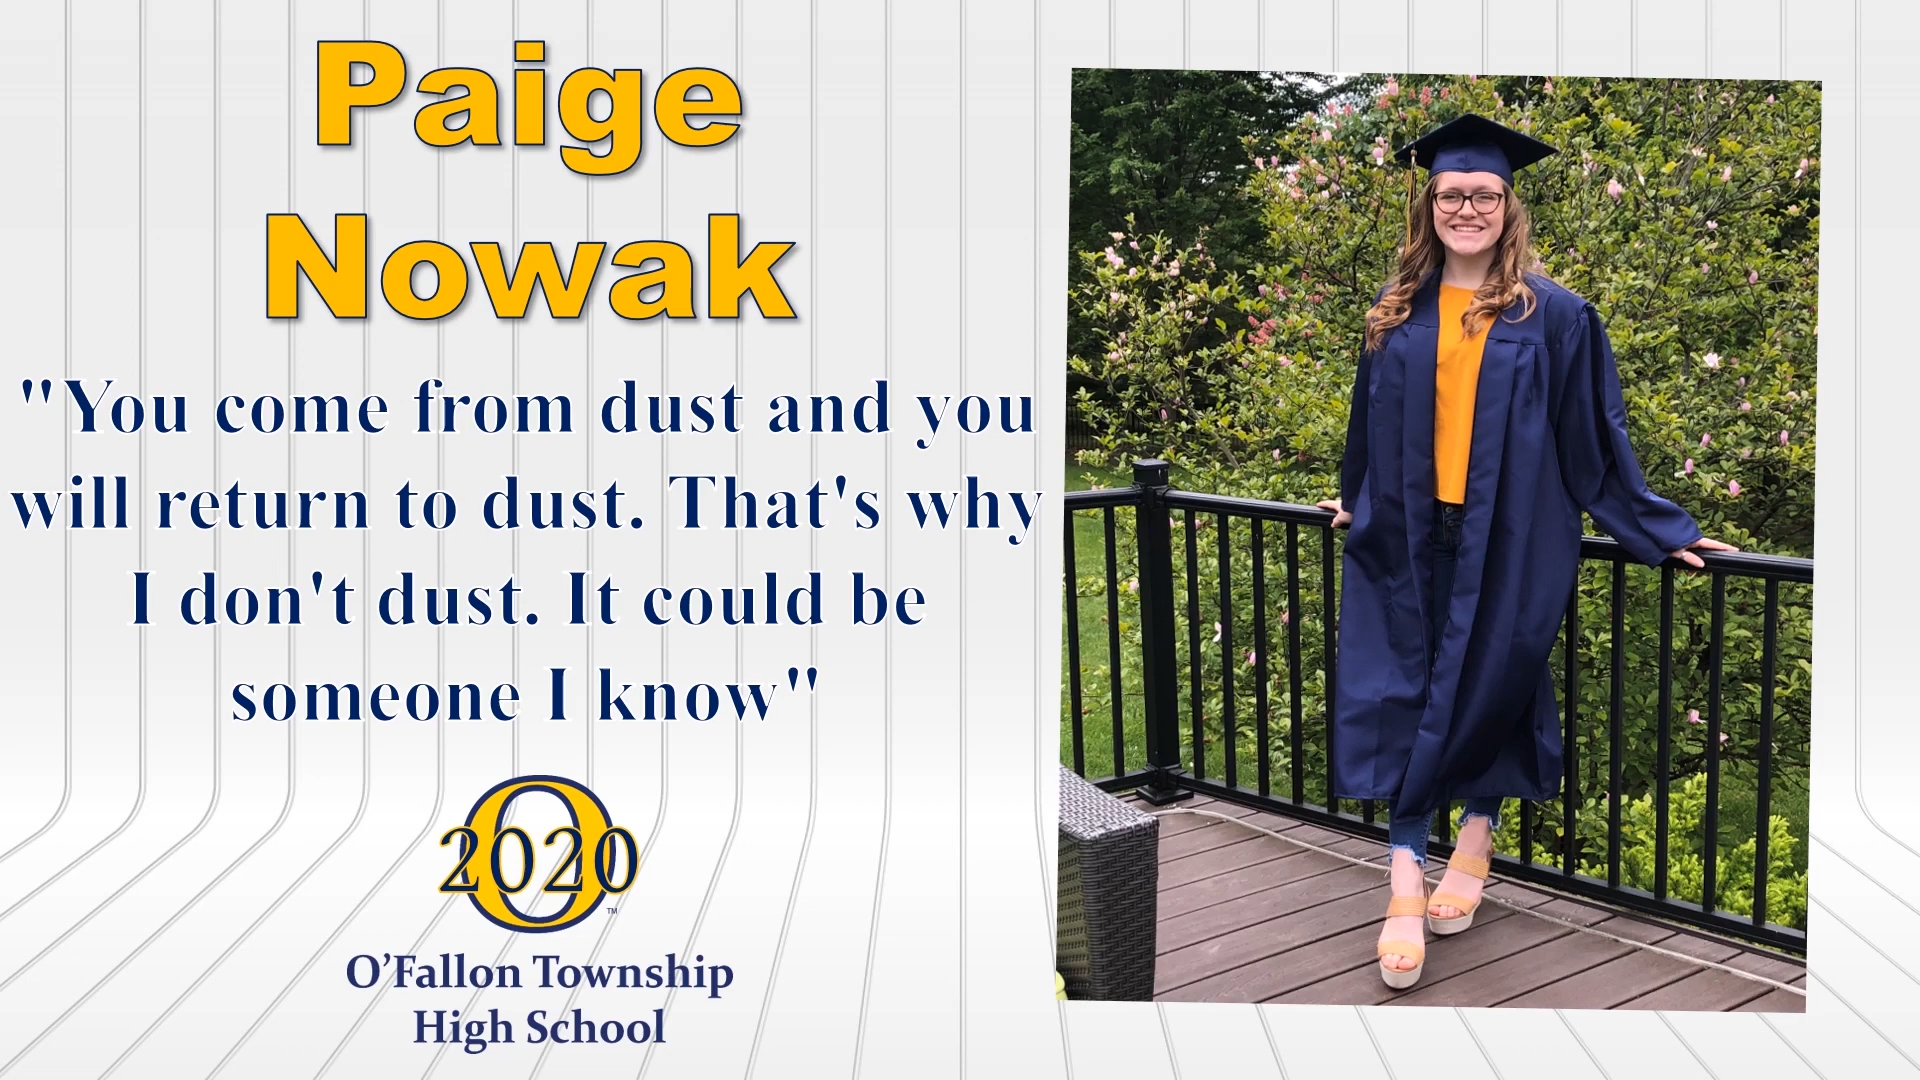 Paige
Nowak
"You come from dust and you
will return to dust. That's why
I don't dust. It could be
someone I know"
O
2020
TM
O’Fallon Township
High School